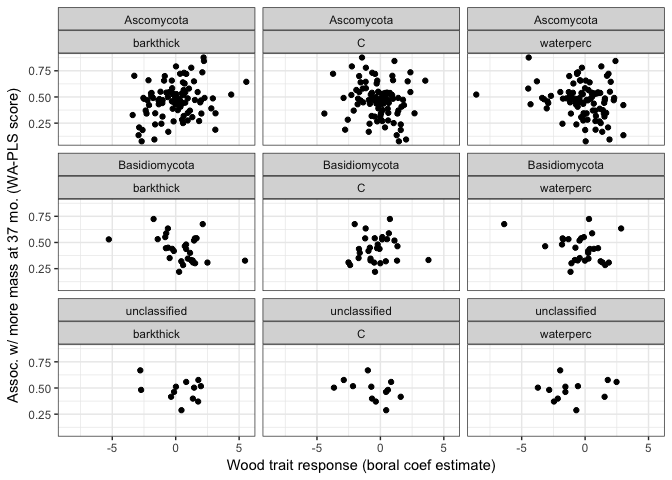 Ascomycota Ascomycota Ascomycota
barkthick C waterperc
0.75
0.50
0.25
Basidiomycota Basidiomycota Basidiomycota
barkthick C waterperc
0.75
0.50
0.25
unclassified unclassified unclassified
barkthick C waterperc
0.75
0.50
0.25
-5 0 5 -5 0 5 -5 0 5
Wood trait response (boral coef estimate)
Assoc. w/ more mass at 37 mo. (WA-PLS score)